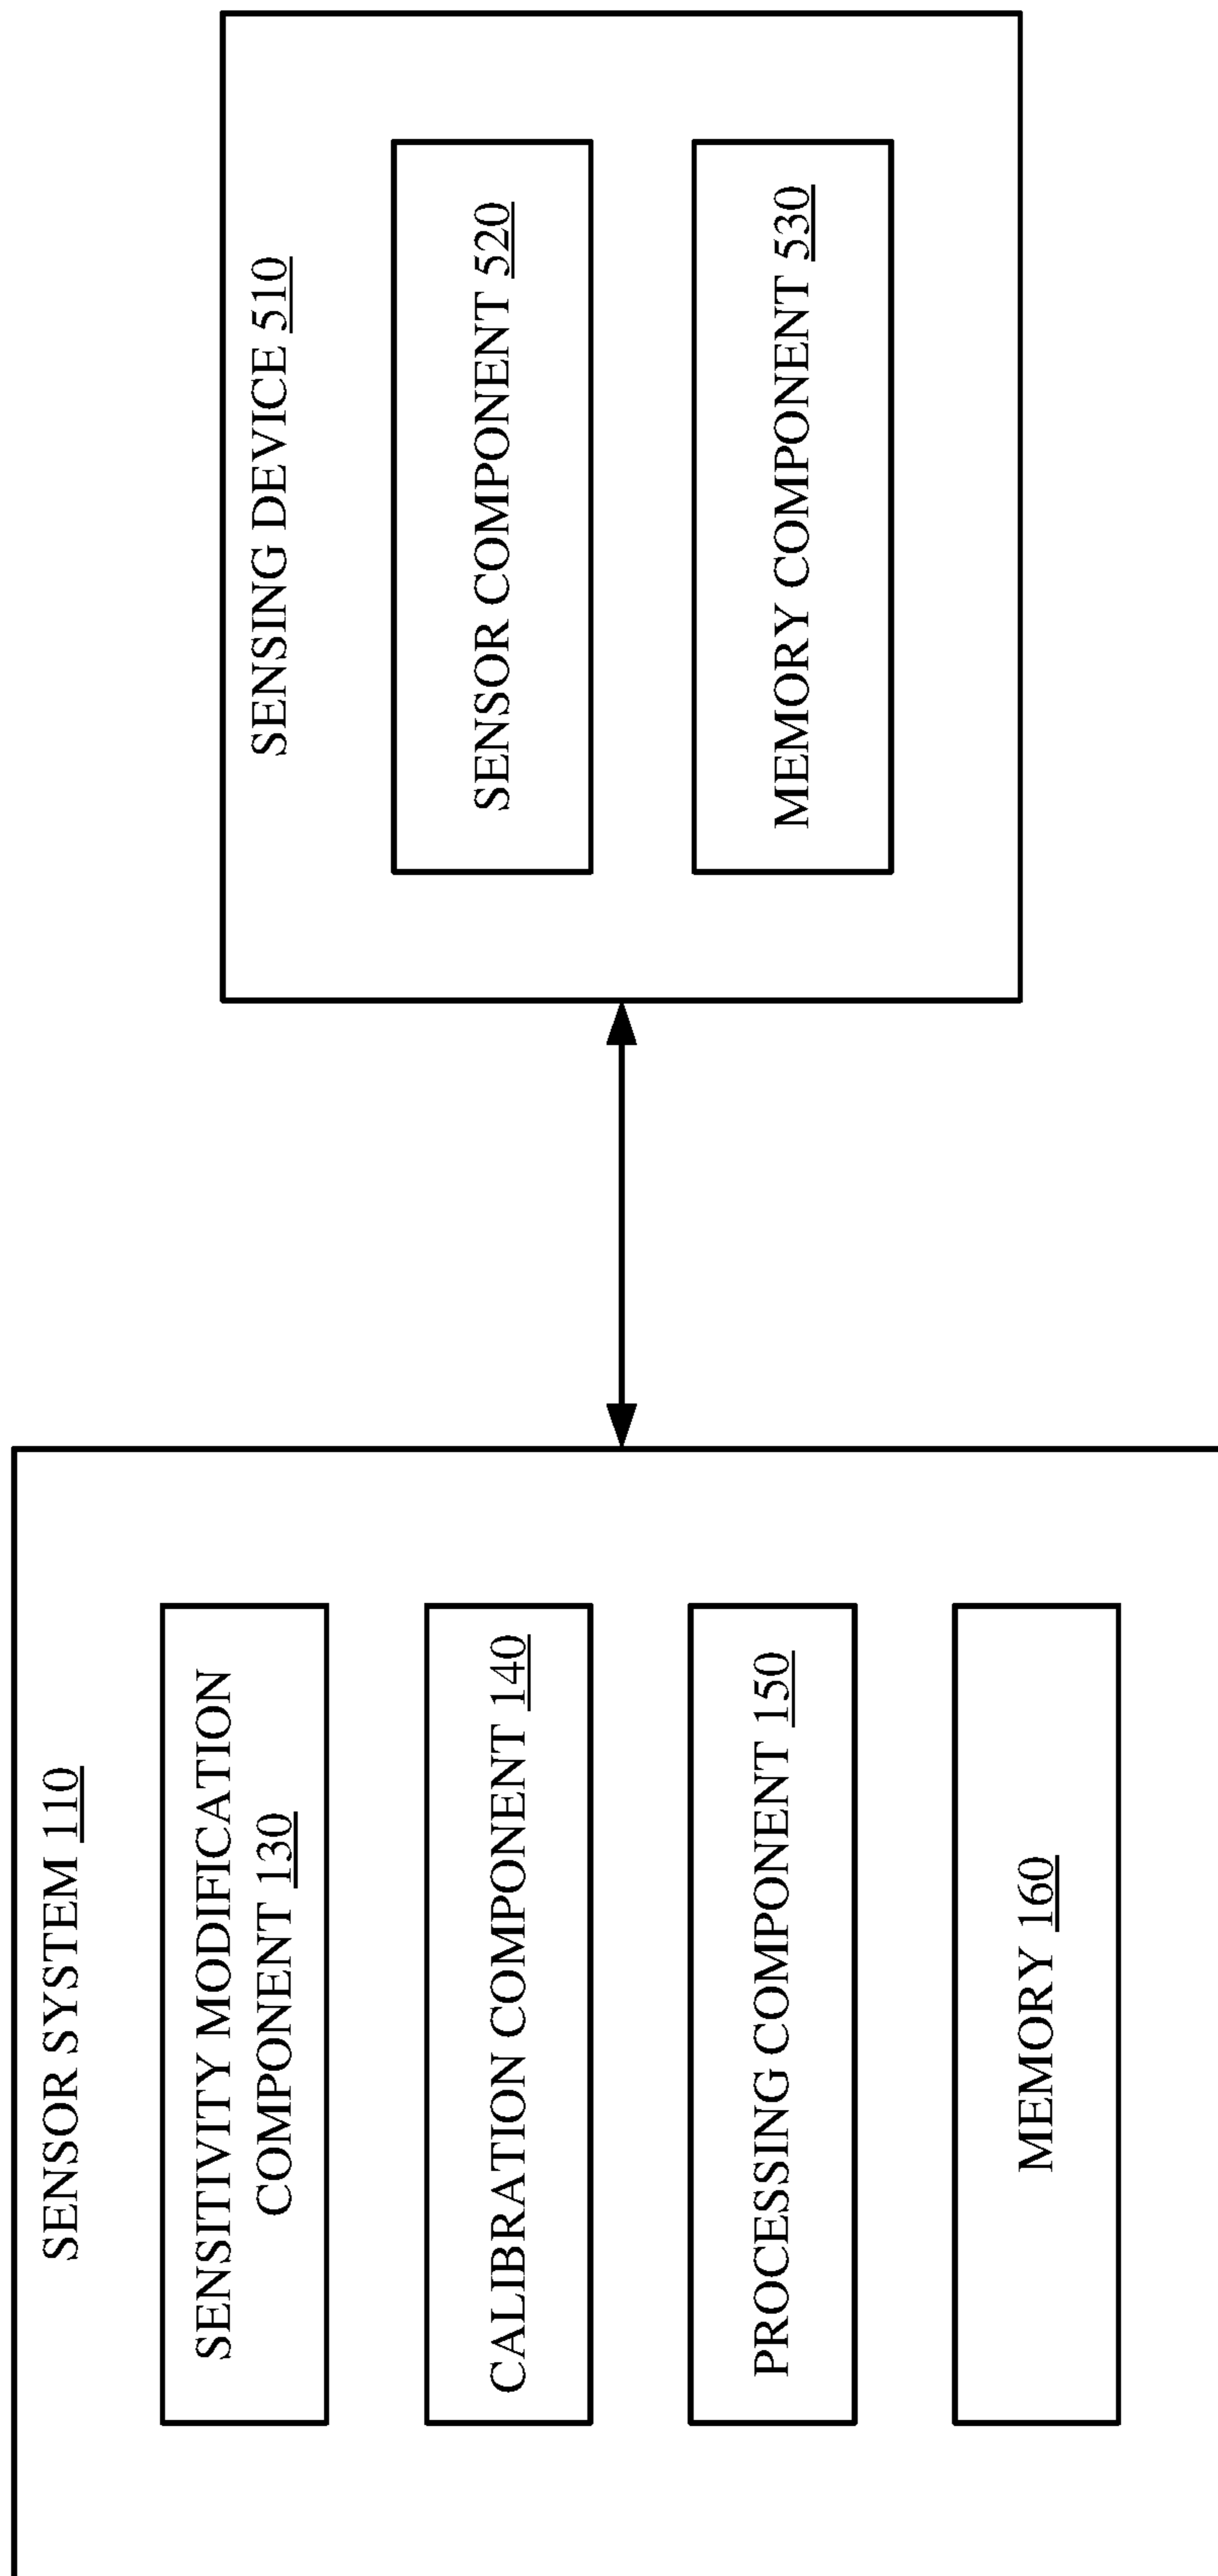 SENSOR SYSTEM 110
SENSITIVITY MODIFICATION
COMPONENT 130
CALIBRATION COMPONENT 140
PROCESSING COMPONENT 150
MEMORY 160
SENSING DEVICE 510
SENSOR COMPONENT 520
MEMORY COMPONENT 530